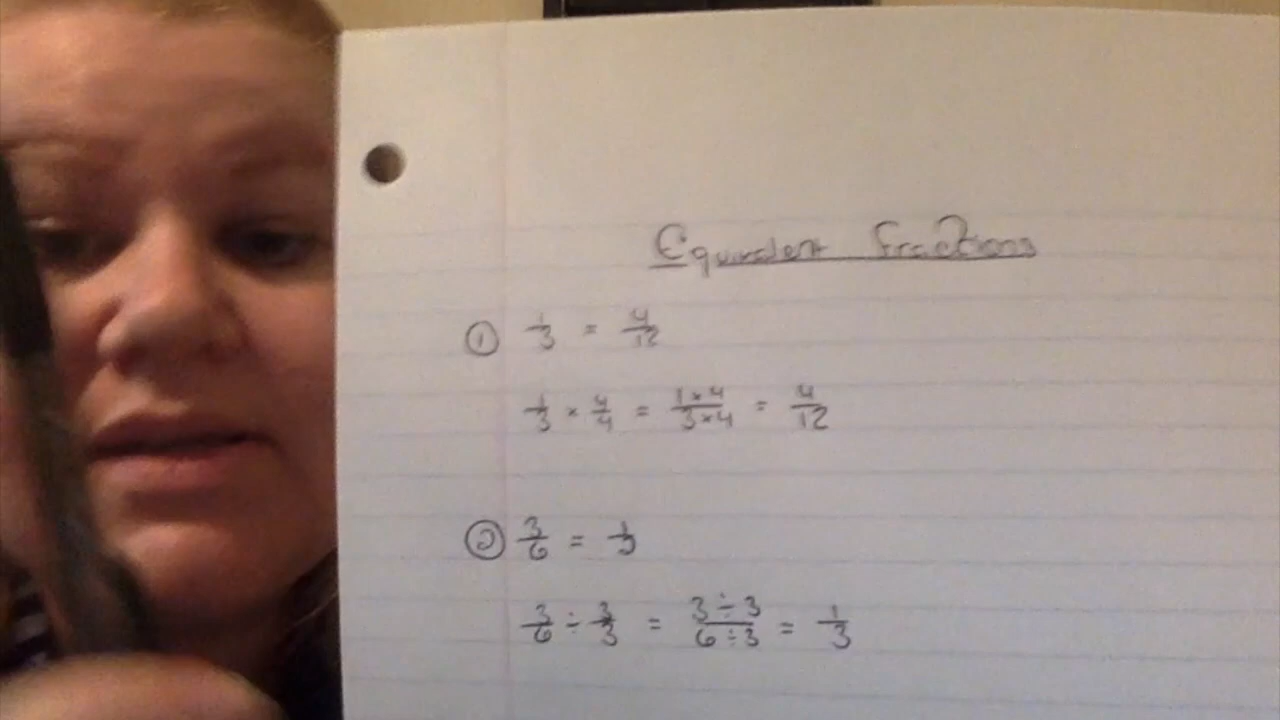 Equivalent Fractions
① 1/3 = 4/12
1/3 × 4/4 = 1×4/3×4 = 4/12
② 3/6 = 1/2
3/6 ÷ 3/3 = 3÷3/6÷3 = 1/3